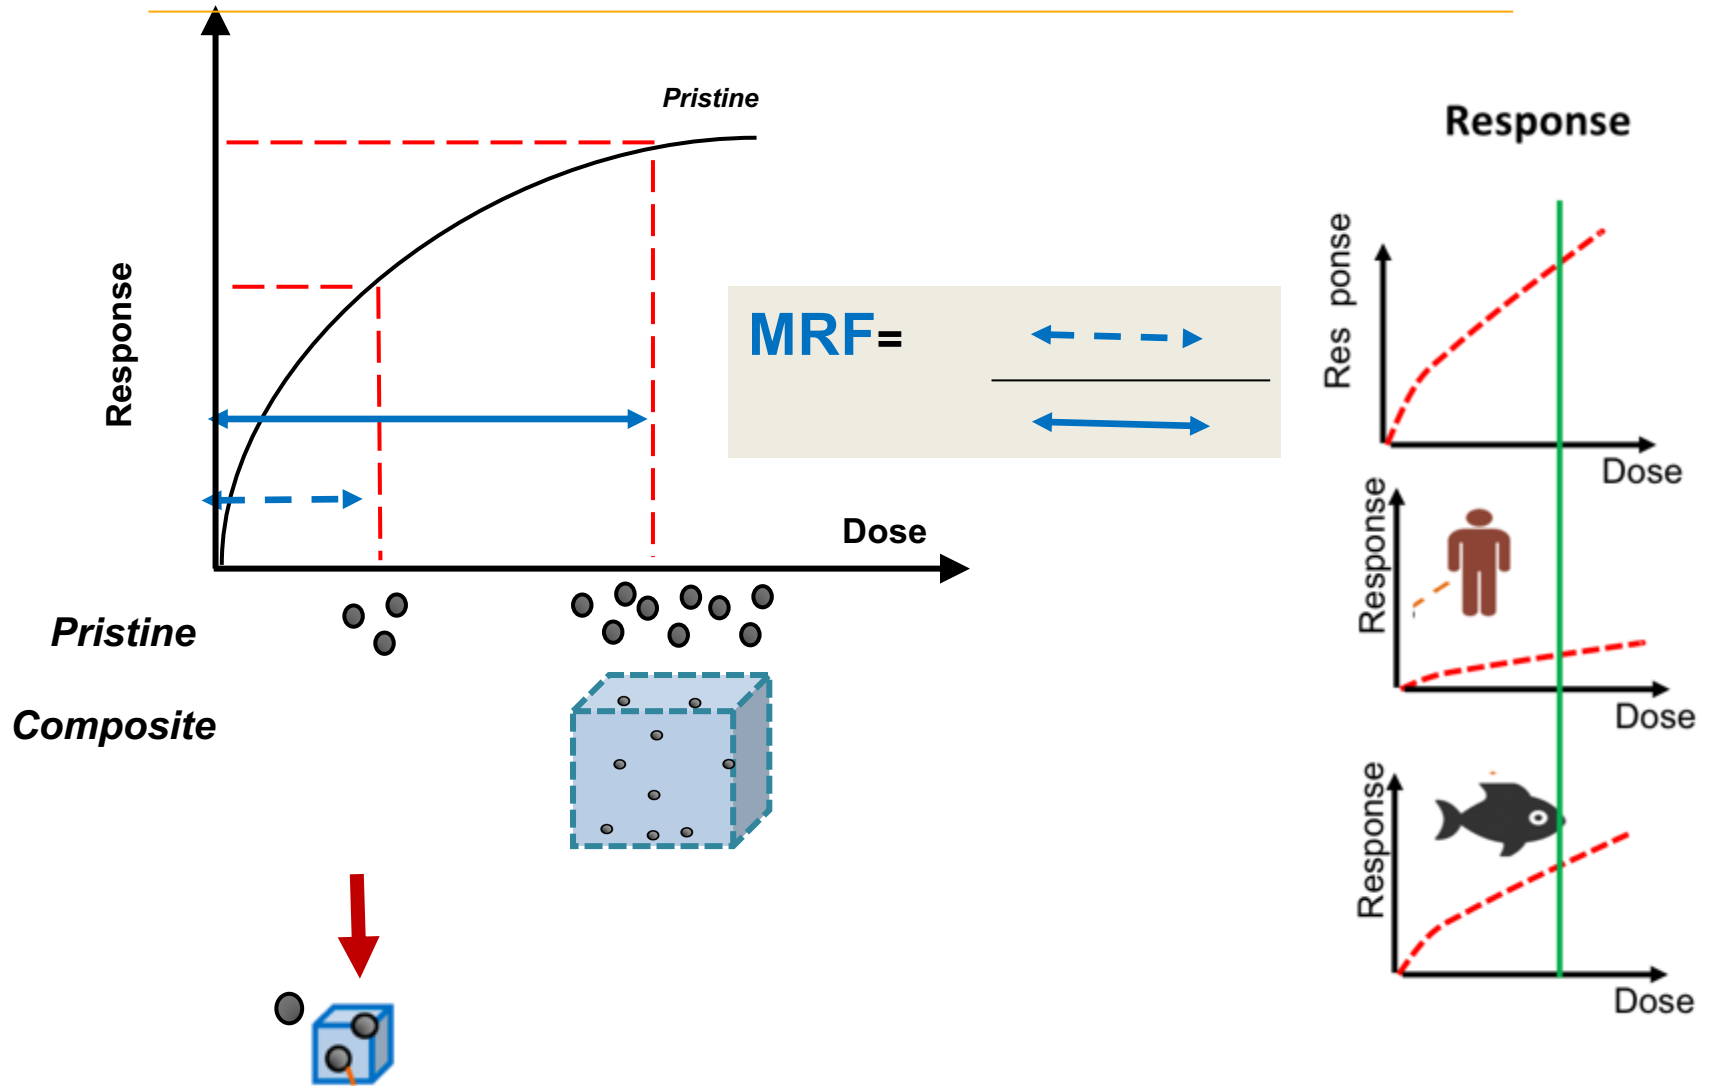 Pristine
Response
Dose
MRF=
Pristine
Composite
Response
Res ponse
Dose
Response
Dose
Response
Dose